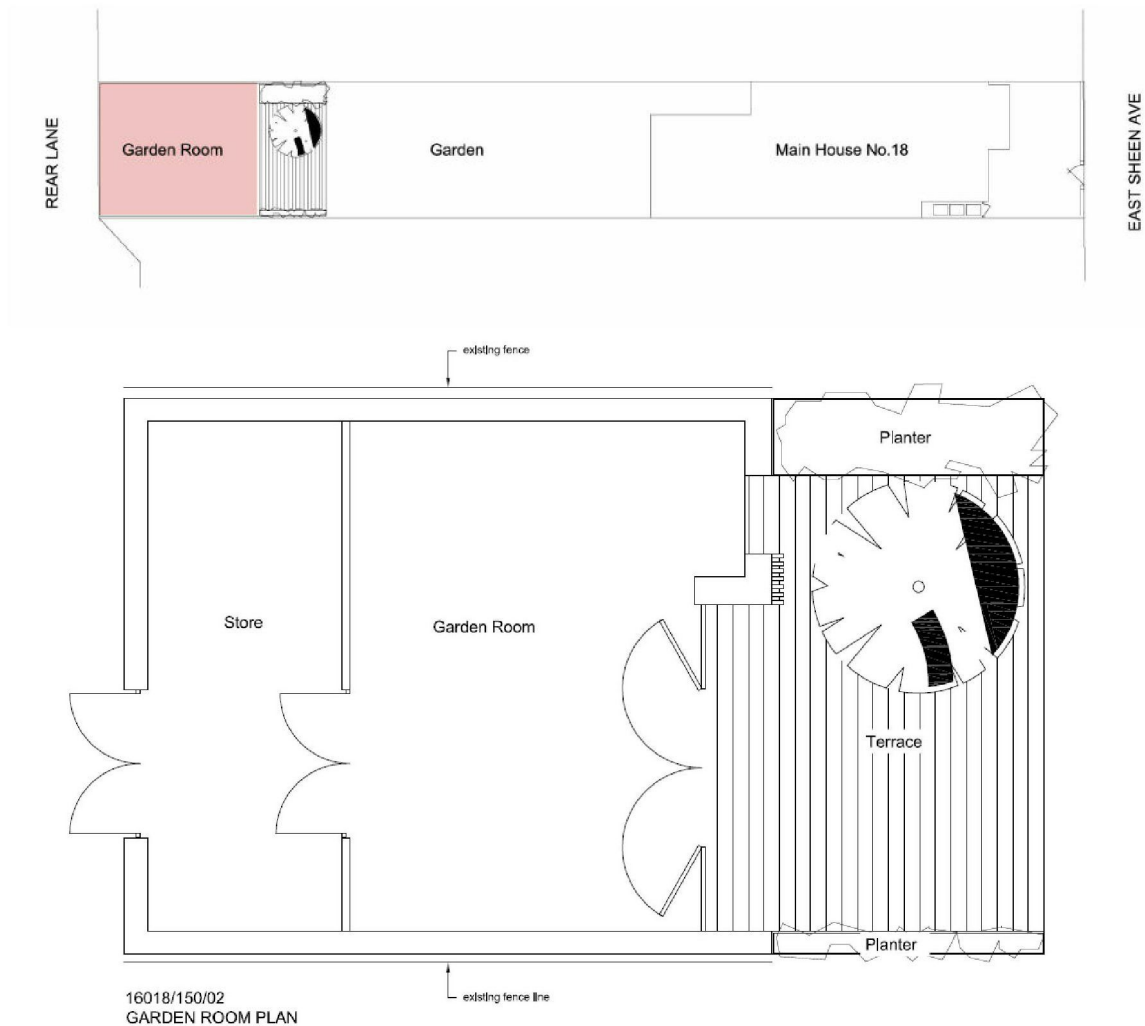 REAR LANE
Garden Room
Garden
Main House No.18
EAST SHEEN AVE
existing fence
Planter
Store
Garden Room
Terrace
Planter
existing fence line
16018/150/02
GARDEN ROOM PLAN